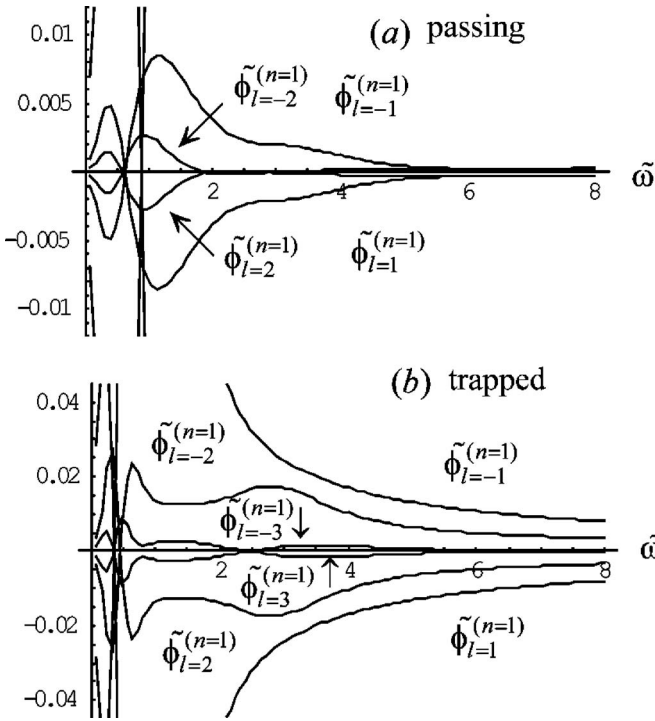 0.01
(a) passing
0.005
ϕ̃^{(n=1)}_{l=-2}
ϕ̃^{(n=1)}_{l=-1}
2 4 6 8 ω̃
-0.005
ϕ̃^{(n=1)}_{l=2}
ϕ̃^{(n=1)}_{l=1}
-0.01
(b) trapped
0.04
ϕ̃^{(n=1)}_{l=-2}
ϕ̃^{(n=1)}_{l=-1}
0.02
ϕ̃^{(n=1)}_{l=-3}
2 4 6 8 ω̃
ϕ̃^{(n=1)}_{l=3}
-0.02
ϕ̃^{(n=1)}_{l=2}
ϕ̃^{(n=1)}_{l=1}
-0.04